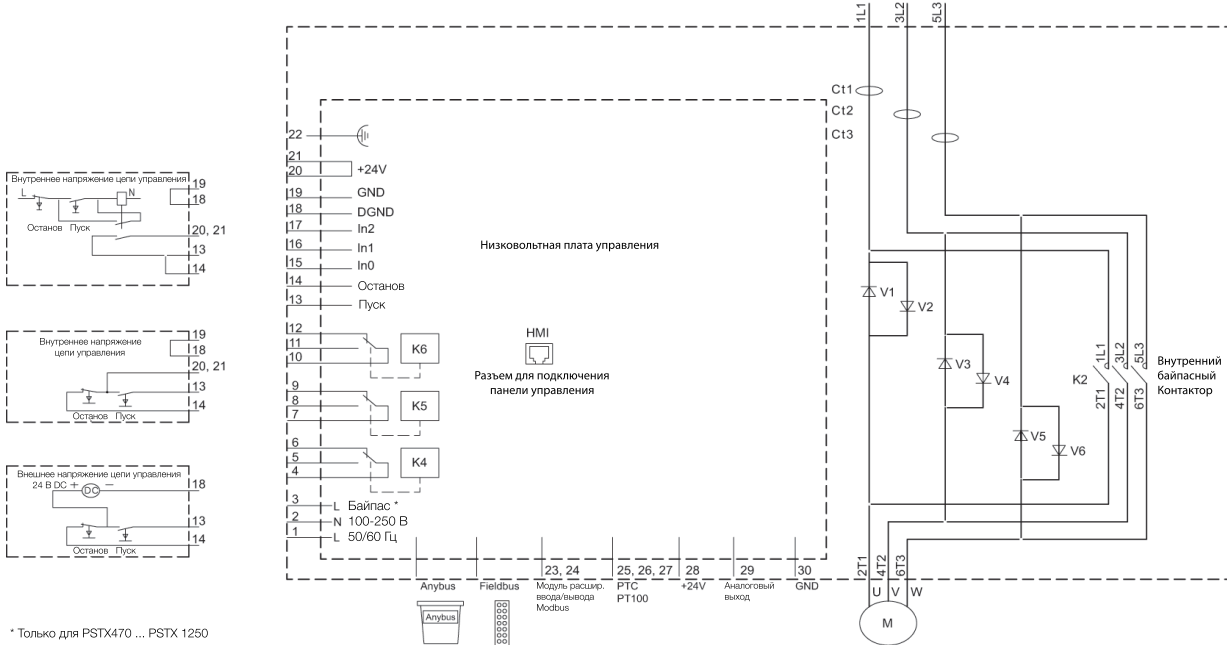 1L1
3L2
5L3
Ct1
Ct2
Ct3
22
21
20
+24V
19
GND
18
DGND
17
In2
16
In1
15
In0
14
Останов
13
Пуск
12
11
10
K6
9
8
7
K5
6
5
4
K4
3
L Байпас *
2
N 100-250 В
1
L 50/60 Гц
Низковольтная плата управления
HMI
Разъем для подключения
панели управления
Внутреннее напряжение цепи управления
L
N
Останов Пуск
19
18
20, 21
13
14
Внутреннее напряжение
цепи управления
Останов Пуск
19
18
20, 21
13
14
Внешнее напряжение цепи управления
24 В DC + DC –
Останов Пуск
18
13
14
V1
V2
V3
V4
V5
V6
K2
1L1
3L2
5L3
2T1
4T2
6T3
Внутренний
байпасный
Контактор
Anybus
Anybus
Fieldbus
23, 24
Модуль расшир.
ввода/вывода
Modbus
25, 26, 27
PTC
PT100
28
+24V
29
Аналоговый
выход
30
GND
2T1
4T2
6T3
U
V
W
M
* Только для PSTX470 ... PSTX 1250